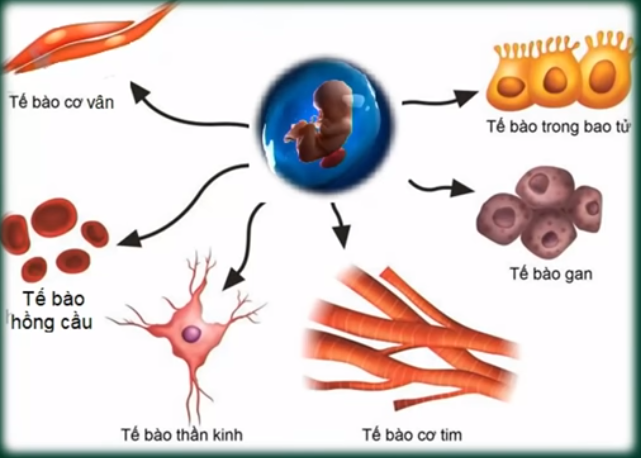 Tế bào cơ vân
Tế bào trong bao tử
Tế bào gan
Tế bào
hồng cầu
Tế bào thần kinh
Tế bào cơ tim